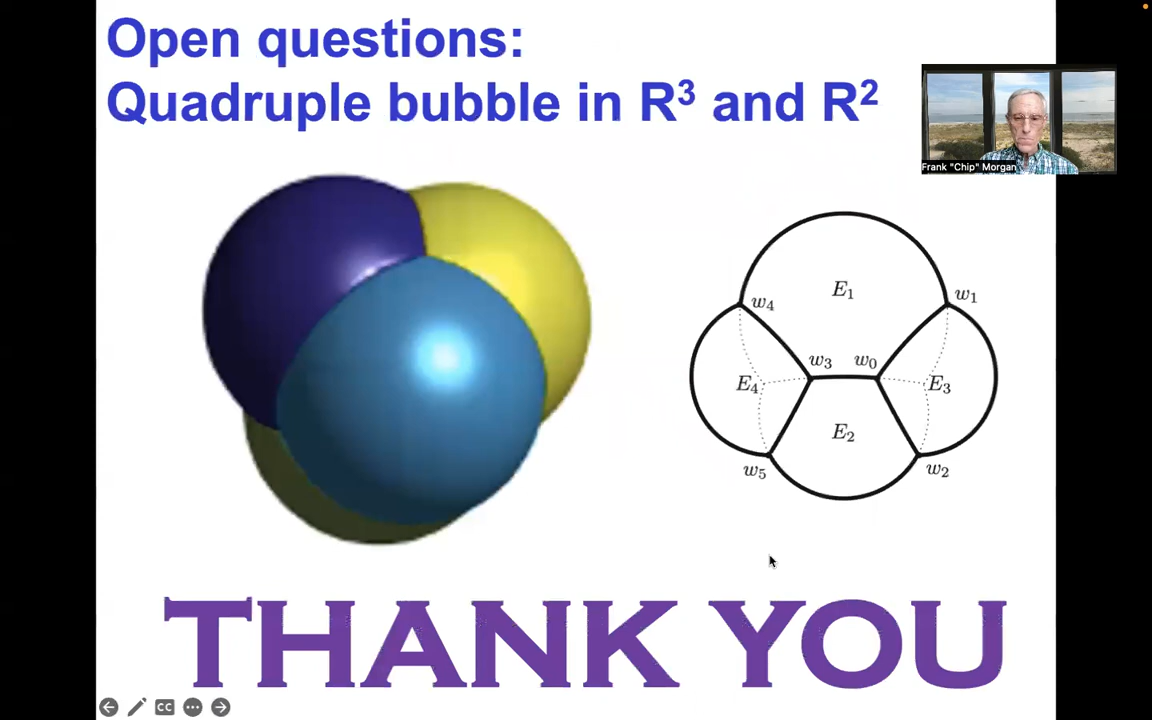 Open questions:
Quadruple bubble in R³ and R²
Frank "Chip" Morgan
E₁
w₄
w₁
w₃
w₀
E₄
E₃
E₂
w₅
w₂
THANK YOU
CC